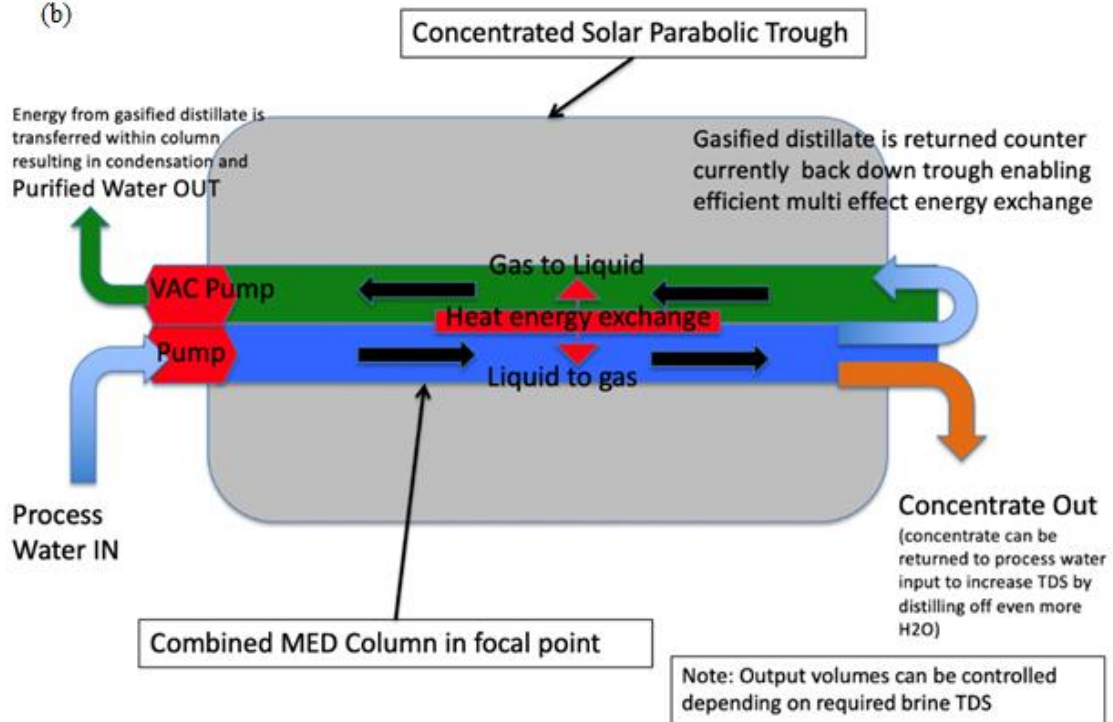 (b)
Concentrated Solar Parabolic Trough
Energy from gasified distillate is
transferred within column
resulting in condensation and
Purified Water OUT
Gasified distillate is returned counter
currently back down trough enabling
efficient multi effect energy exchange
Gas to Liquid
VAC Pump
Heat energy exchange
Pump
Liquid to gas
Process
Water IN
Concentrate Out
(concentrate can be
returned to process water
input to increase TDS by
distilling off even more
H2O)
Combined MED Column in focal point
Note: Output volumes can be controlled
depending on required brine TDS